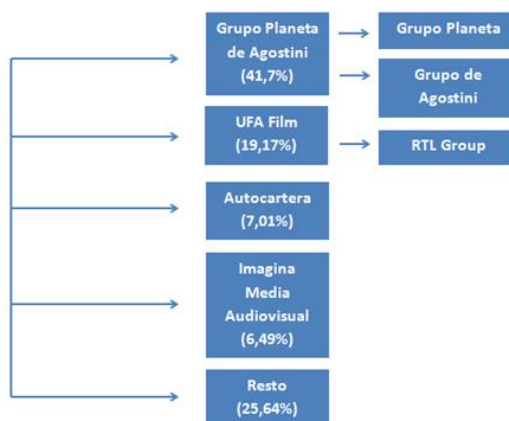 Grupo Planeta
de Agostini
(41,7%)
Grupo Planeta
Grupo de
Agostini
UFA Film
(19,17%)
RTL Group
Autocartera
(7,01%)
Imagina
Media
Audiovisual
(6,49%)
Resto
(25,64%)